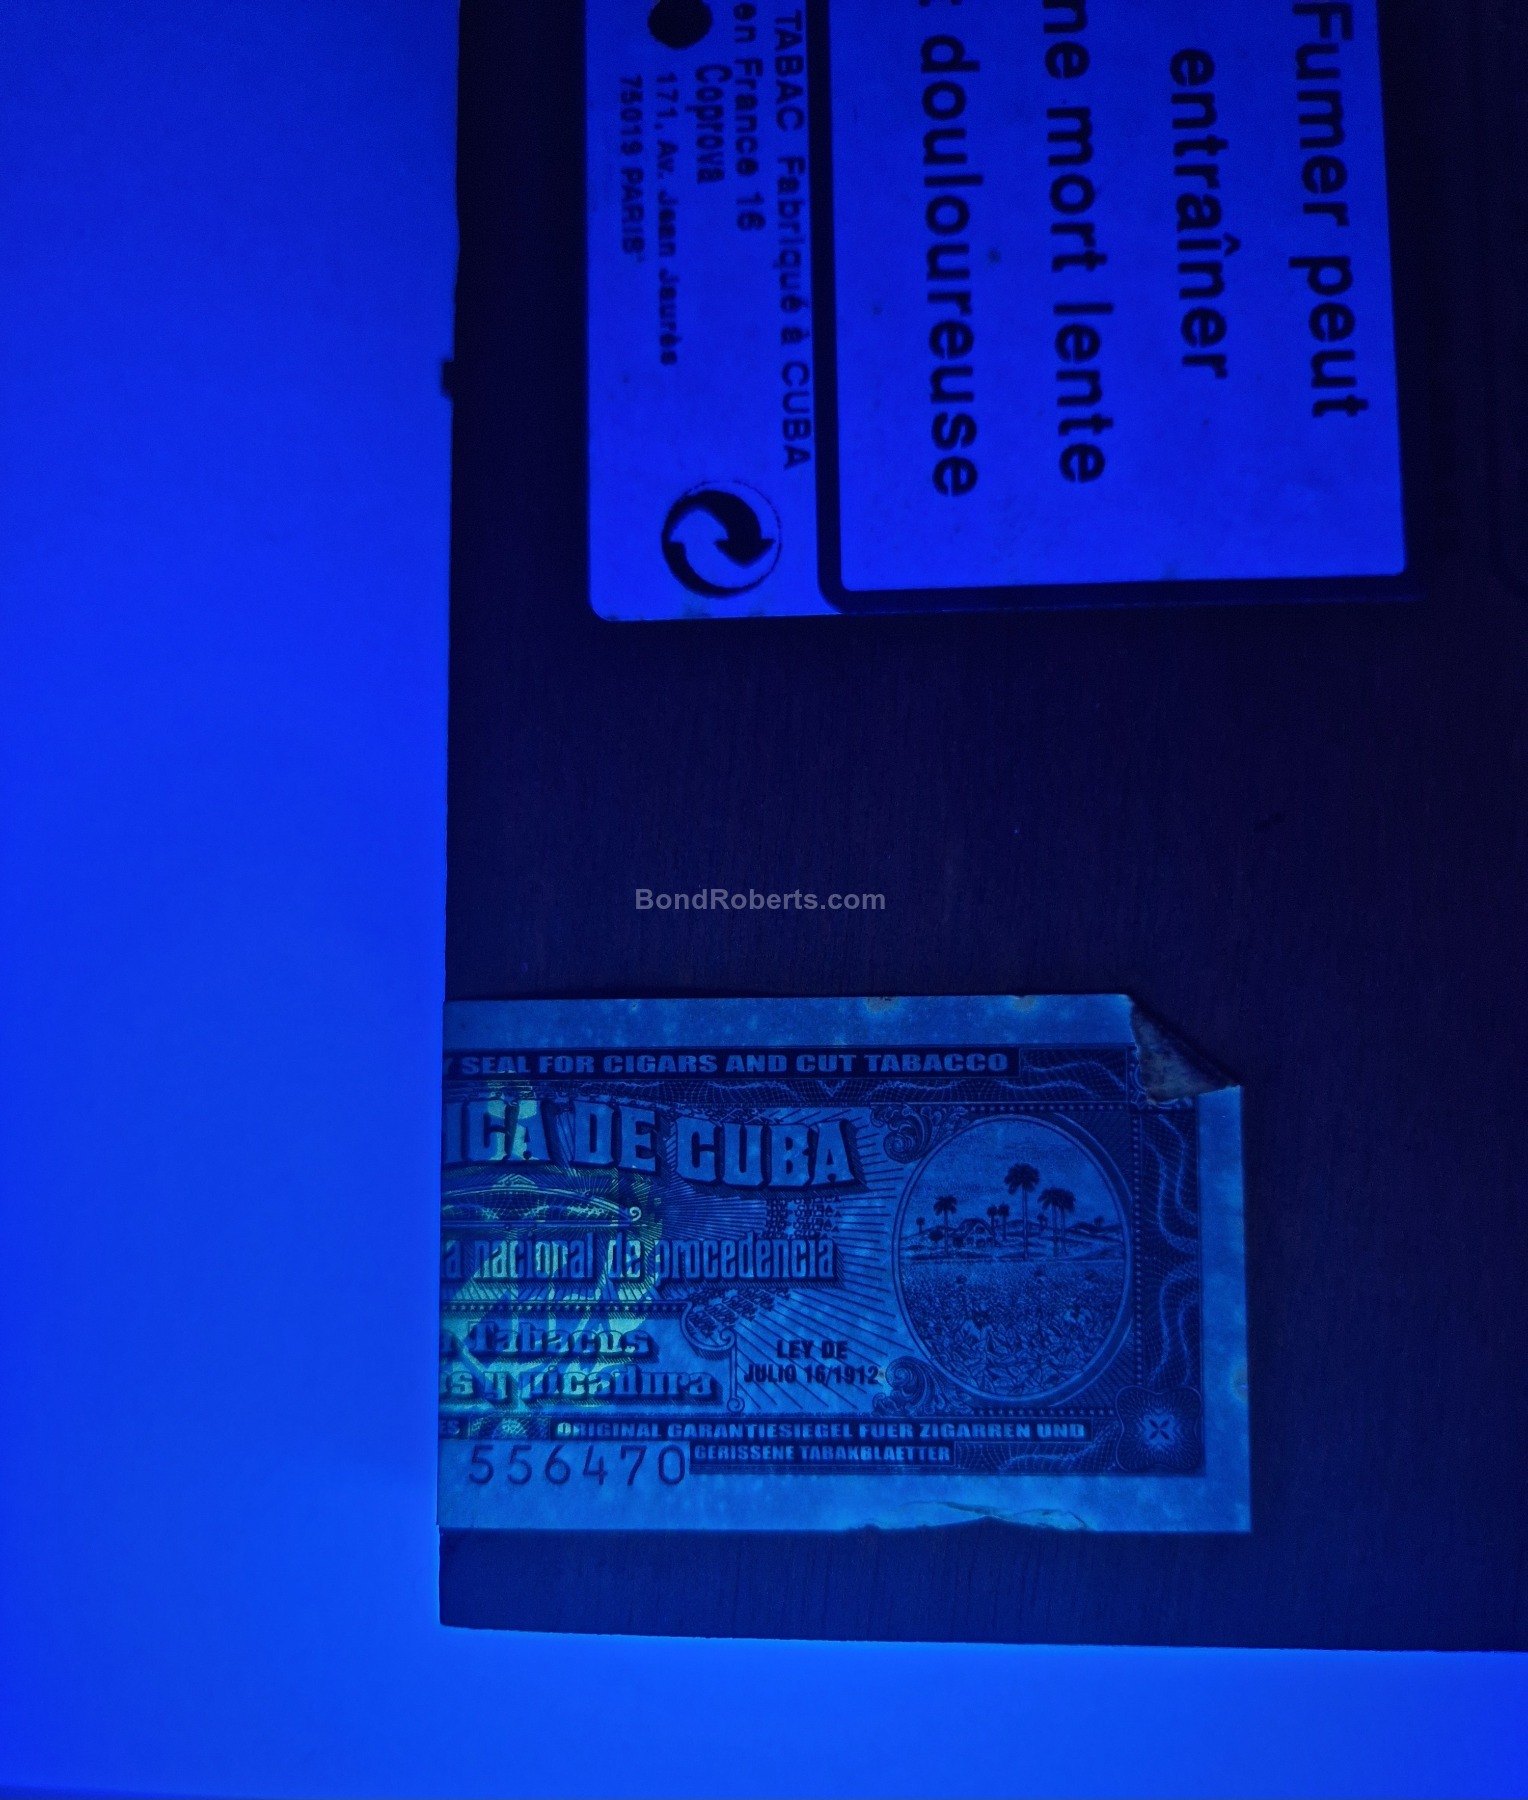 Fumer peut
entraîner
ne mort lente
t douloureuse
TABAC Fabriqué à CUBA
en France 16
Coprova
171, Av. Jean Jaurès
75019 PARIS
BondRoberts.com
Y SEAL FOR CIGARS AND CUT TABACCO
ICA DE CUBA
a nacional de procedencia
Tabacos
s y picadura
LEY DE
JULIO 16/1912
ORIGINAL GARANTIESIEGEL FUER ZIGARREN UND
GERISSENE TABAKBLAETTER
556470